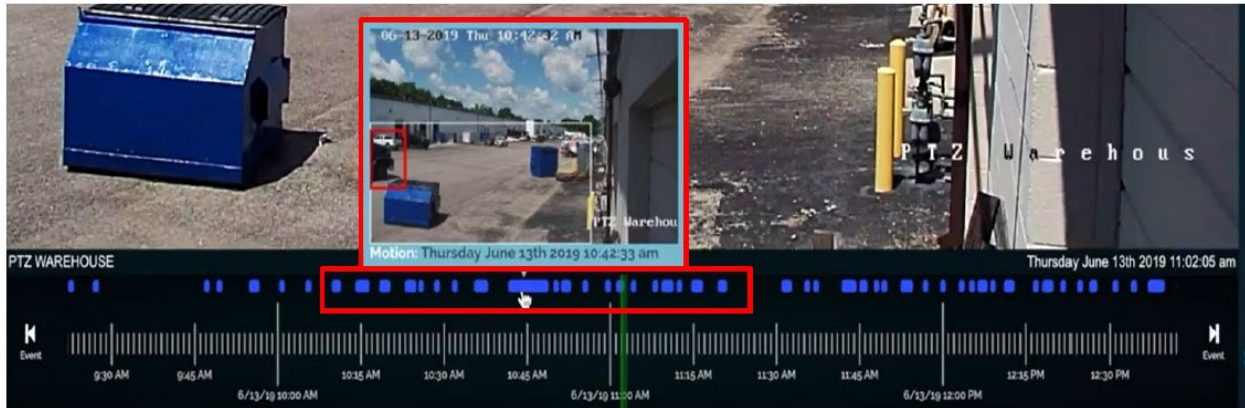 06-13-2019 Thu 10:42:32 AM
PTZ Warehou
Motion: Thursday June 13th 2019 10:42:33 am
PTZ Warehous
PTZ WAREHOUSE
Thursday June 13th 2019 11:02:05 am
Event
Event
9:30 AM 9:45 AM 10:15 AM 10:30 AM 10:45 AM 11:15 AM 11:30 AM 11:45 AM 12:15 PM 12:30 PM
6/13/19 10:00 AM 6/13/19 11:00 AM 6/13/19 12:00 PM